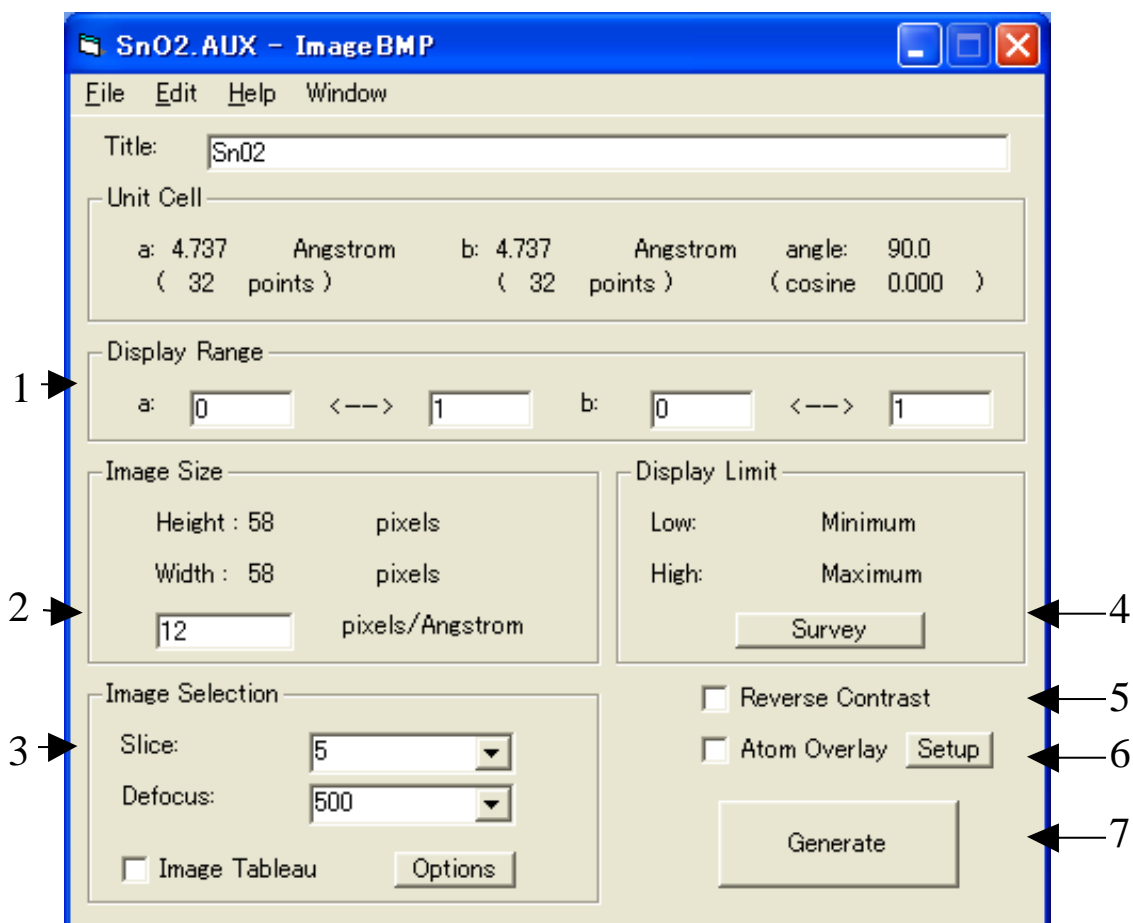 SnO2.AUX - ImageBMP
File Edit Help Window
Title: SnO2
Unit Cell
a: 4.737 Angstrom b: 4.737 Angstrom angle: 90.0
( 32 points ) ( 32 points ) ( cosine 0.000 )
Display Range
1
a: 0 <--> 1 b: 0 <--> 1
Image Size
Height : 58 pixels
Width : 58 pixels
2
12 pixels/Angstrom
Display Limit
Low: Minimum
High: Maximum
Survey
4
Image Selection
3
Slice: 5
Defocus: 500
Image Tableau Options
Reverse Contrast
5
Atom Overlay Setup
6
Generate
7